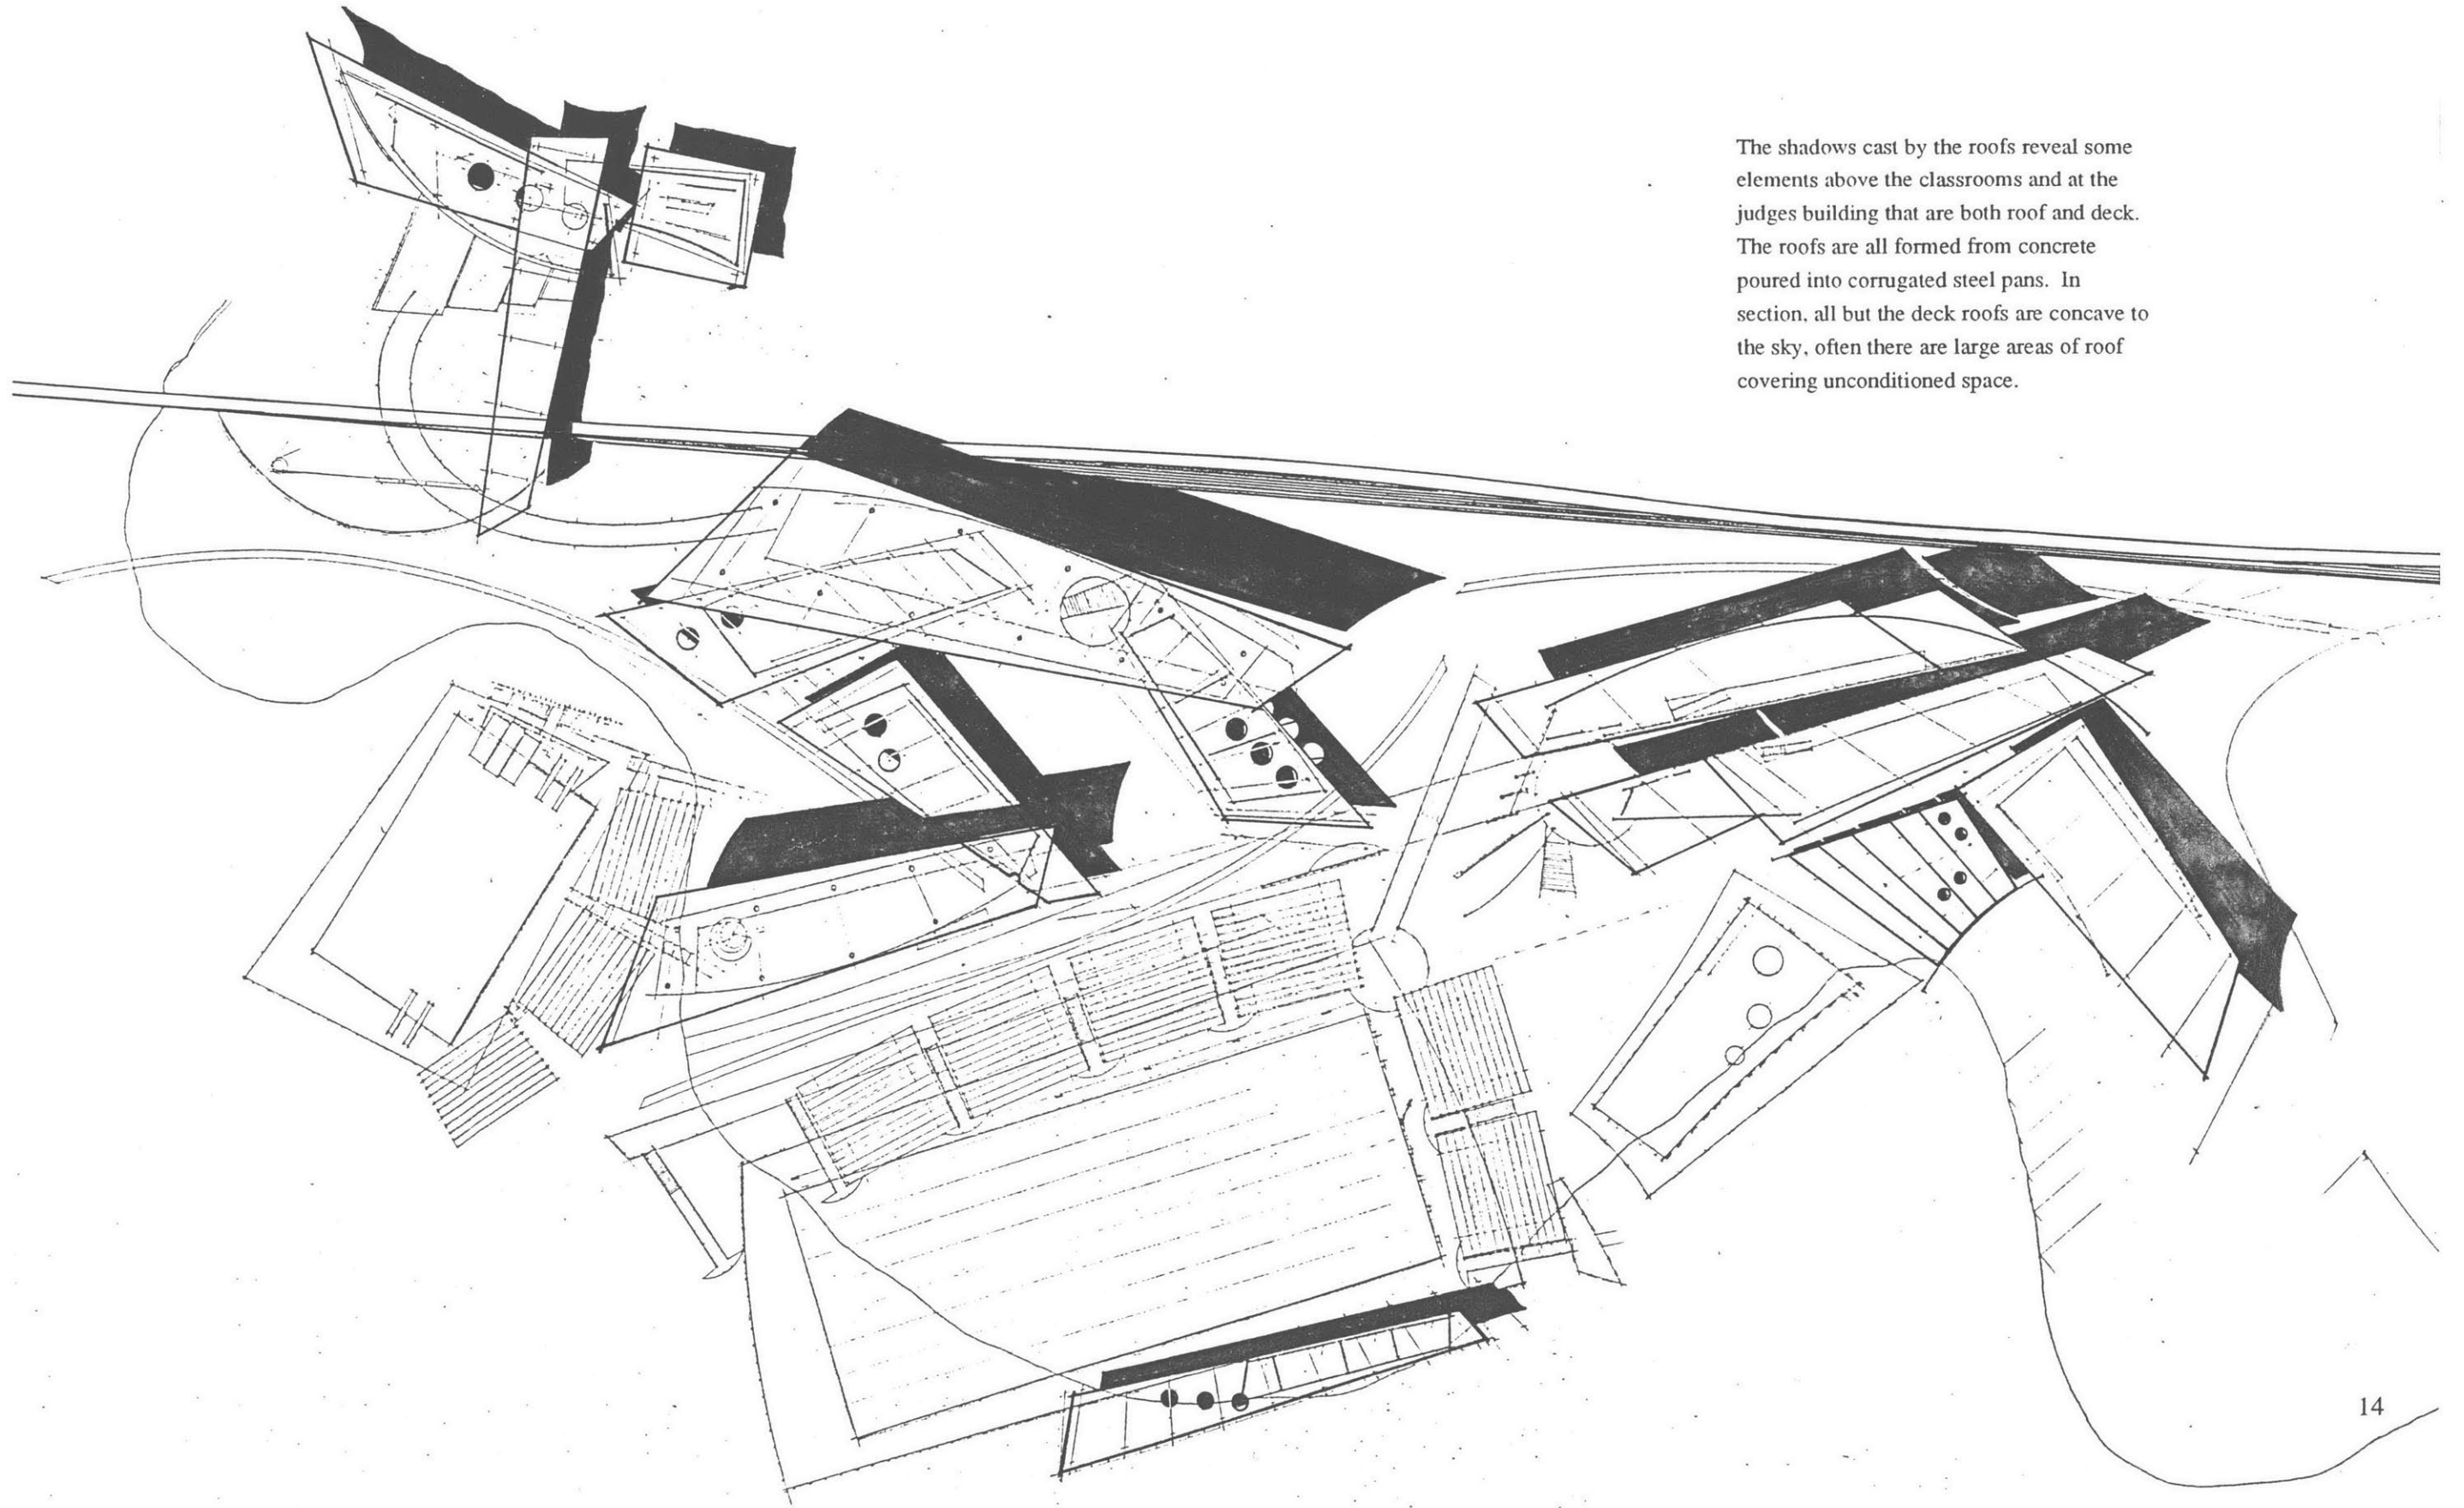 The shadows cast by the roofs reveal some
elements above the classrooms and at the
judges building that are both roof and deck.
The roofs are all formed from concrete
poured into corrugated steel pans. In
section, all but the deck roofs are concave to
the sky, often there are large areas of roof
covering unconditioned space.
14